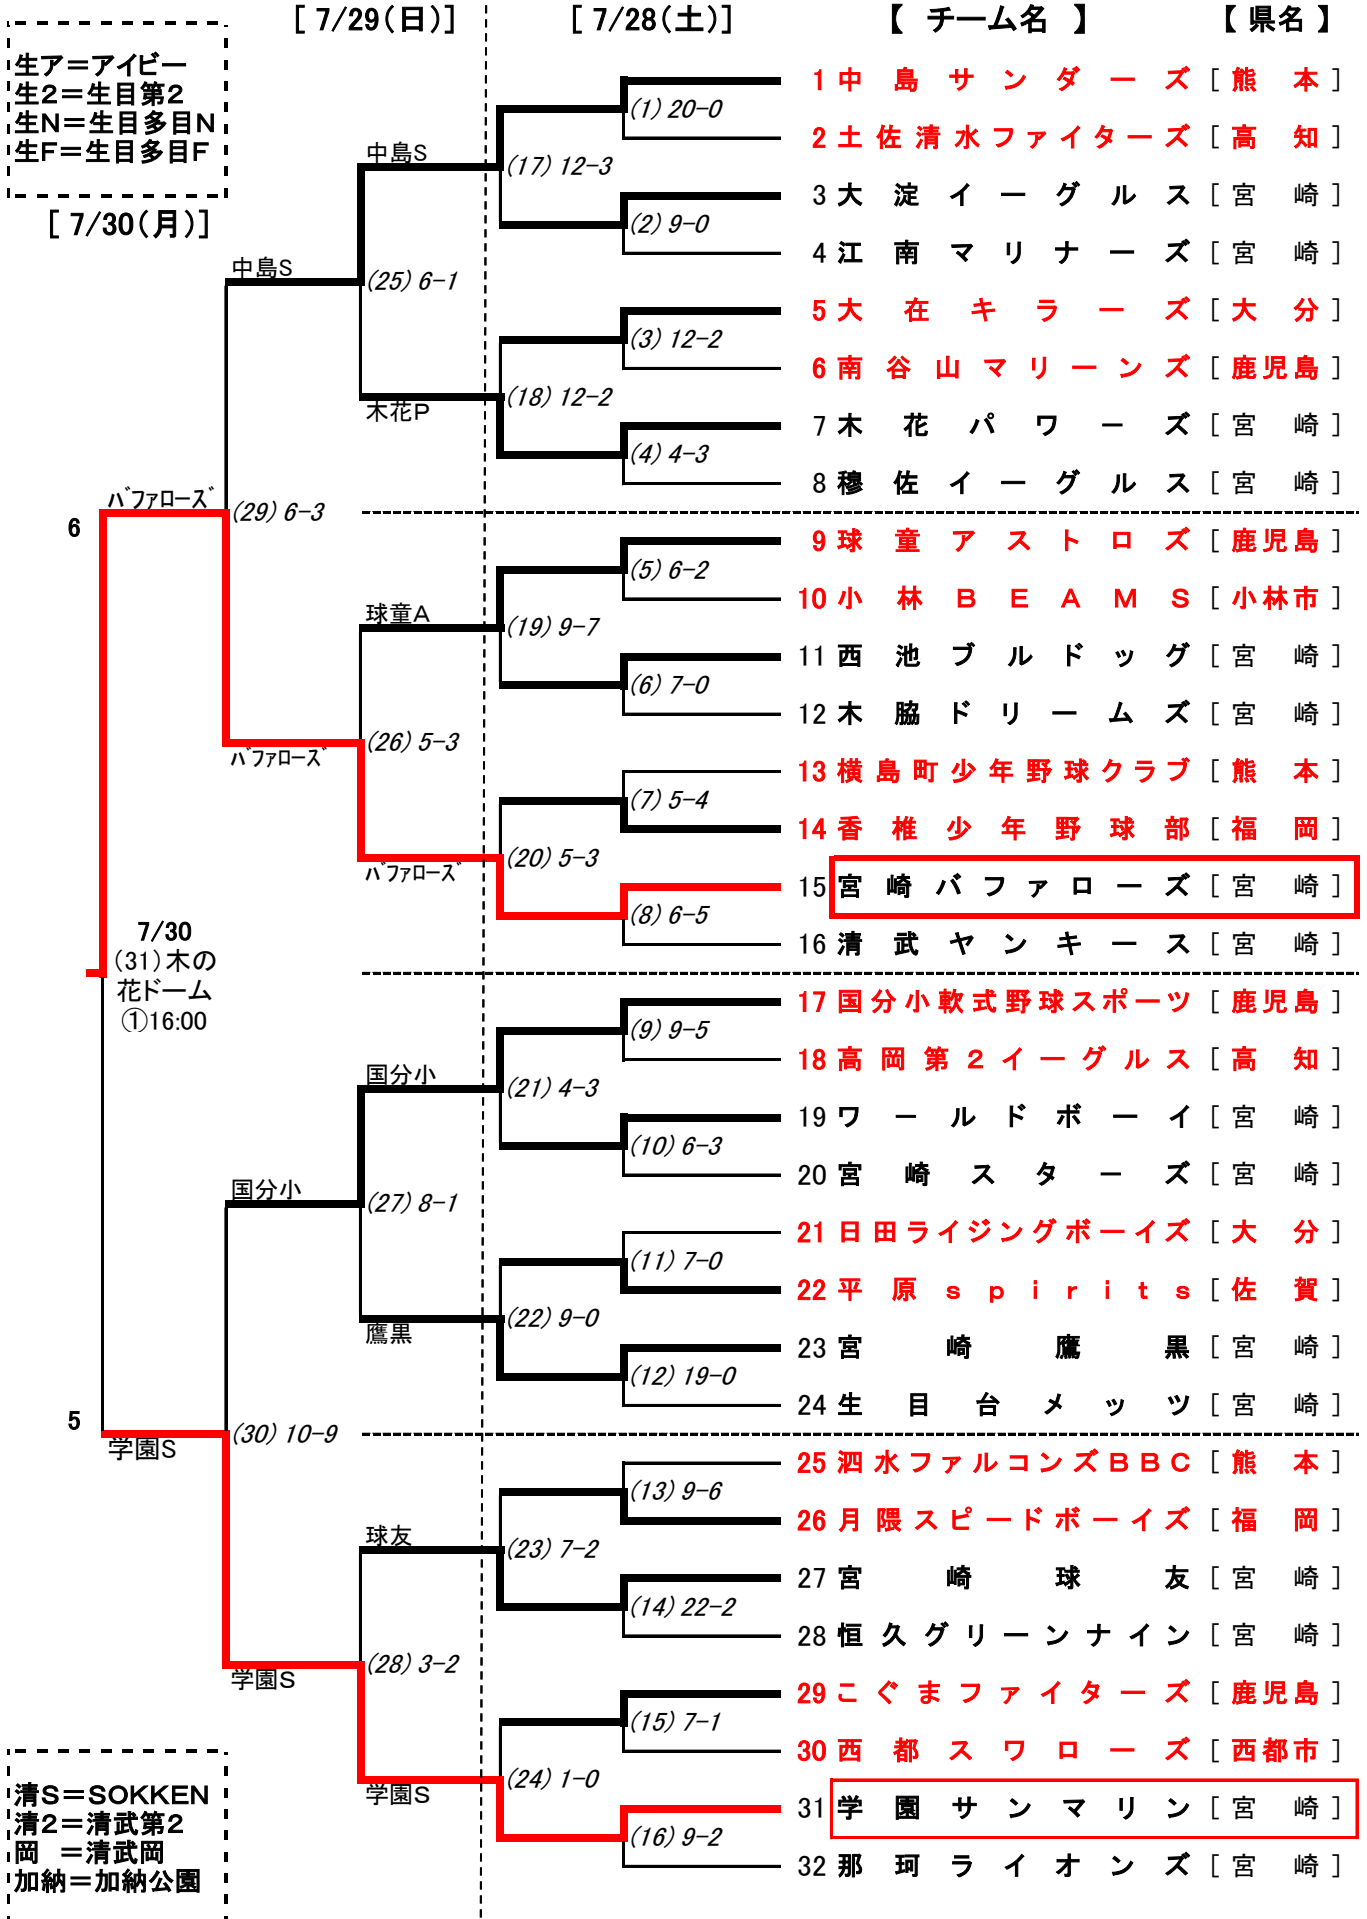 [ 7/29(日)]
[ 7/28(土)]
【 チーム名 】
【 県名 】
生ア=アイビー
生2=生目第2
生N=生目多目N
生F=生目多目F
[ 7/30(月)]
1 中島サンダーズ [ 熊本 ]
(1) 20-0
2 土佐清水ファイターズ [ 高知 ]
中島S
(17) 12-3
3 大淀イーグルス [ 宮崎 ]
(2) 9-0
4 江南マリナーズ [ 宮崎 ]
中島S
(25) 6-1
5 大在キラーズ [ 大分 ]
(3) 12-2
6 南谷山マリーンズ [ 鹿児島 ]
木花P
(18) 12-2
7 木花パワーズ [ 宮崎 ]
(4) 4-3
8 穆佐イーグルス [ 宮崎 ]
バファローズ
6
(29) 6-3
9 球童アストロズ [ 鹿児島 ]
(5) 6-2
10 小林BEAMS [ 小林市 ]
球童A
(19) 9-7
11 西池ブルドッグ [ 宮崎 ]
(6) 7-0
12 木脇ドリームズ [ 宮崎 ]
バファローズ
(26) 5-3
13 横島町少年野球クラブ [ 熊本 ]
(7) 5-4
14 香椎少年野球部 [ 福岡 ]
バファローズ
(20) 5-3
15 宮崎バファローズ [ 宮崎 ]
(8) 6-5
16 清武ヤンキース [ 宮崎 ]
7/30
(31)木の
花ドーム
①16:00
17 国分小軟式野球スポーツ [ 鹿児島 ]
(9) 9-5
18 高岡第2イーグルス [ 高知 ]
国分小
(21) 4-3
19 ワールドボーイ [ 宮崎 ]
(10) 6-3
20 宮崎スターズ [ 宮崎 ]
国分小
(27) 8-1
21 日田ライジングボーイズ [ 大分 ]
(11) 7-0
22 平原spirits [ 佐賀 ]
鷹黒
(22) 9-0
23 宮崎鷹黒 [ 宮崎 ]
(12) 19-0
24 生目台メッツ [ 宮崎 ]
5
学園S
(30) 10-9
25 泗水ファルコンズBBC [ 熊本 ]
(13) 9-6
26 月隈スピードボーイズ [ 福岡 ]
球友
(23) 7-2
27 宮崎球友 [ 宮崎 ]
(14) 22-2
28 恒久グリーンナイン [ 宮崎 ]
学園S
(28) 3-2
29 こぐまファイターズ [ 鹿児島 ]
(15) 7-1
30 西都スワローズ [ 西都市 ]
学園S
(24) 1-0
31 学園サンマリン [ 宮崎 ]
(16) 9-2
32 那珂ライオンズ [ 宮崎 ]
清S=SOKKEN
清2=清武第2
岡 =清武岡
加納=加納公園